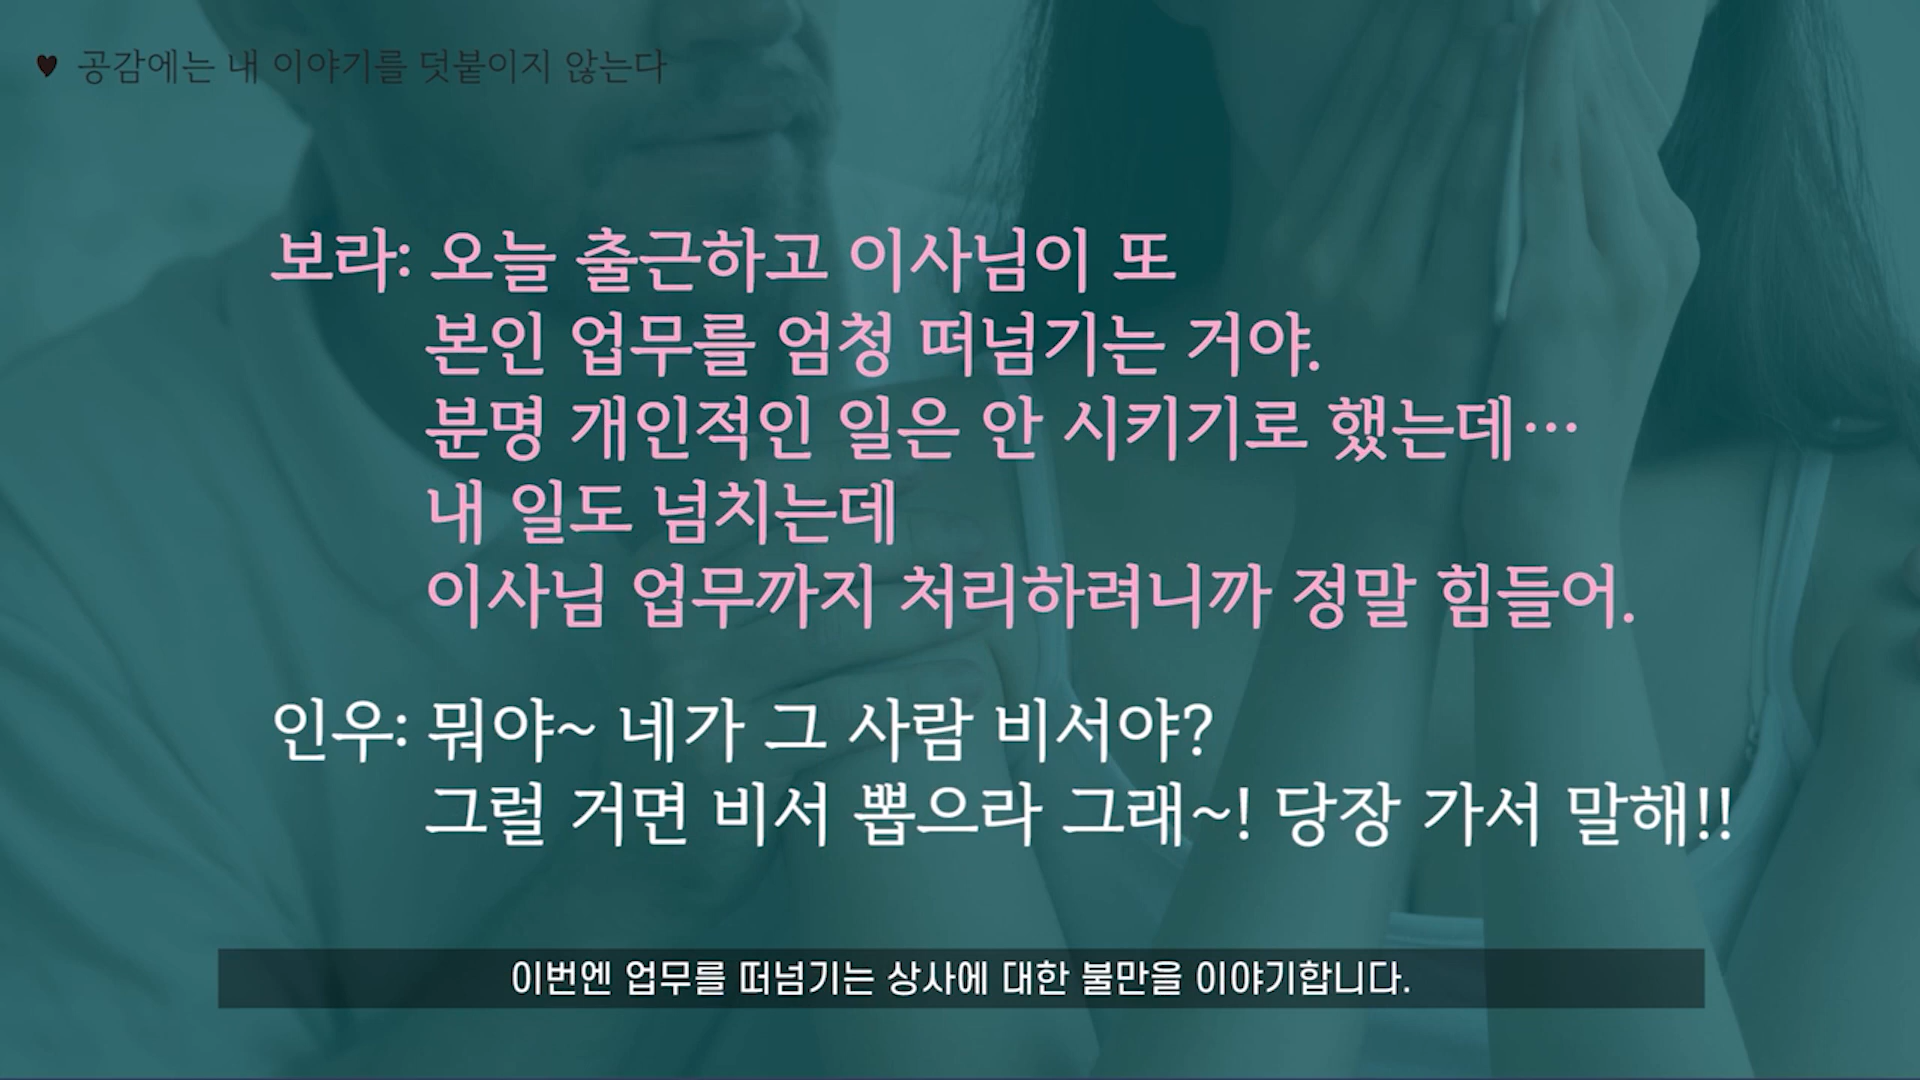 ♥ 공감에는 내 이야기를 덧붙이지 않는다
보라: 오늘 출근하고 이사님이 또
본인 업무를 엄청 떠넘기는 거야.
분명 개인적인 일은 안 시키기로 했는데…
내 일도 넘치는데
이사님 업무까지 처리하려니까 정말 힘들어.
인우: 뭐야~ 네가 그 사람 비서야?
그럴 거면 비서 뽑으라 그래~! 당장 가서 말해!!
이번엔 업무를 떠넘기는 상사에 대한 불만을 이야기합니다.